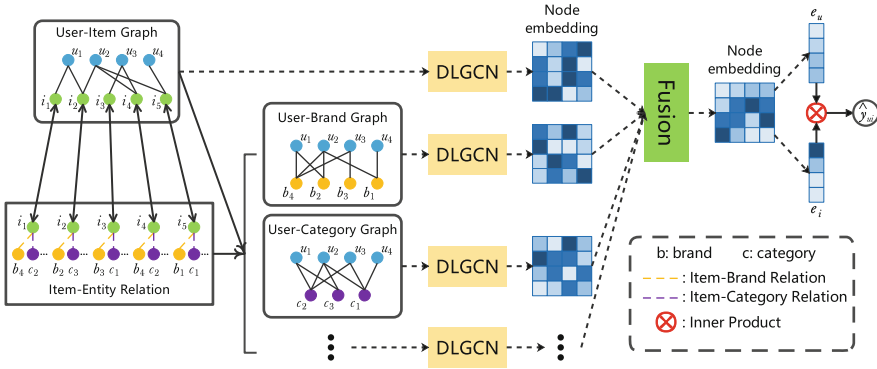 User-Item Graph
u1 u2 u3 u4
i1 i2 i3 i4 i5
i1 i2 i3 i4 i5
b4 c2 ... b2 c3 ... b3 c1 ... b4 c2 ... b1 c1 ...
Item-Entity Relation
User-Brand Graph
u1 u2 u3 u4
b4 b2 b3 b1
User-Category Graph
u1 u2 u3 u4
c2 c3 c1
DLGCN
DLGCN
DLGCN
DLGCN
Node
embedding
Fusion
Node
embedding
e_u
ŷ_ui
e_i
b: brand c: category
: Item-Brand Relation
: Item-Category Relation
: Inner Product